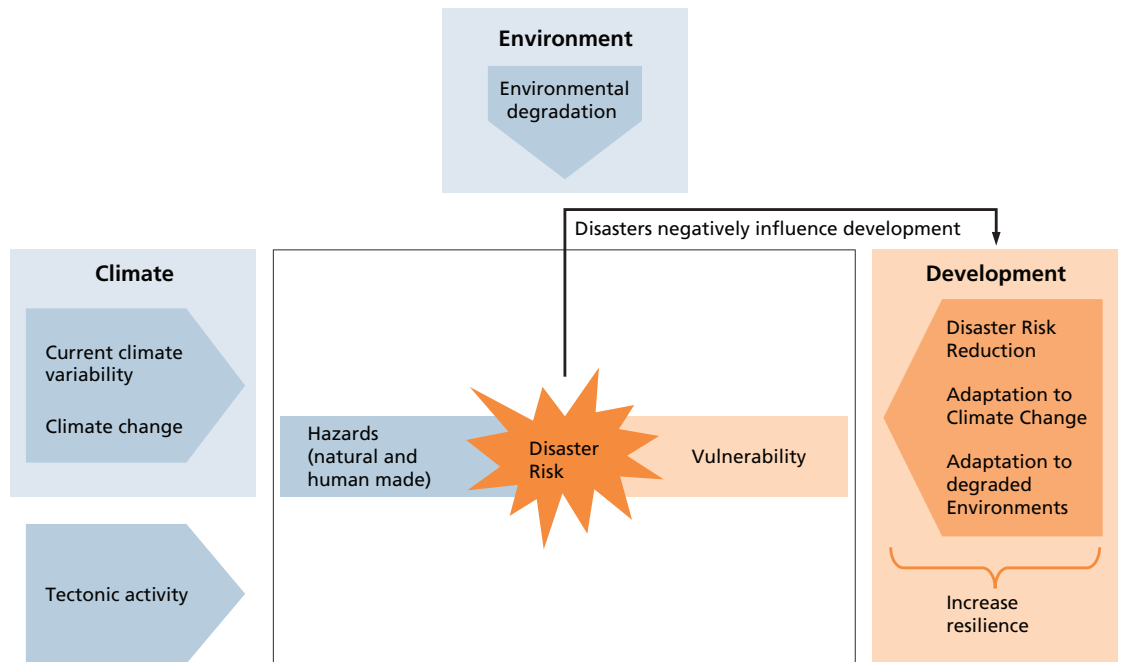 Environment
Environmental
degradation
Disasters negatively influence development
Climate
Current climate
variability
Climate change
Tectonic activity
Hazards
(natural and
human made)
Disaster
Risk
Vulnerability
Development
Disaster Risk
Reduction
Adaptation to
Climate Change
Adaptation to
degraded
Environments
Increase
resilience